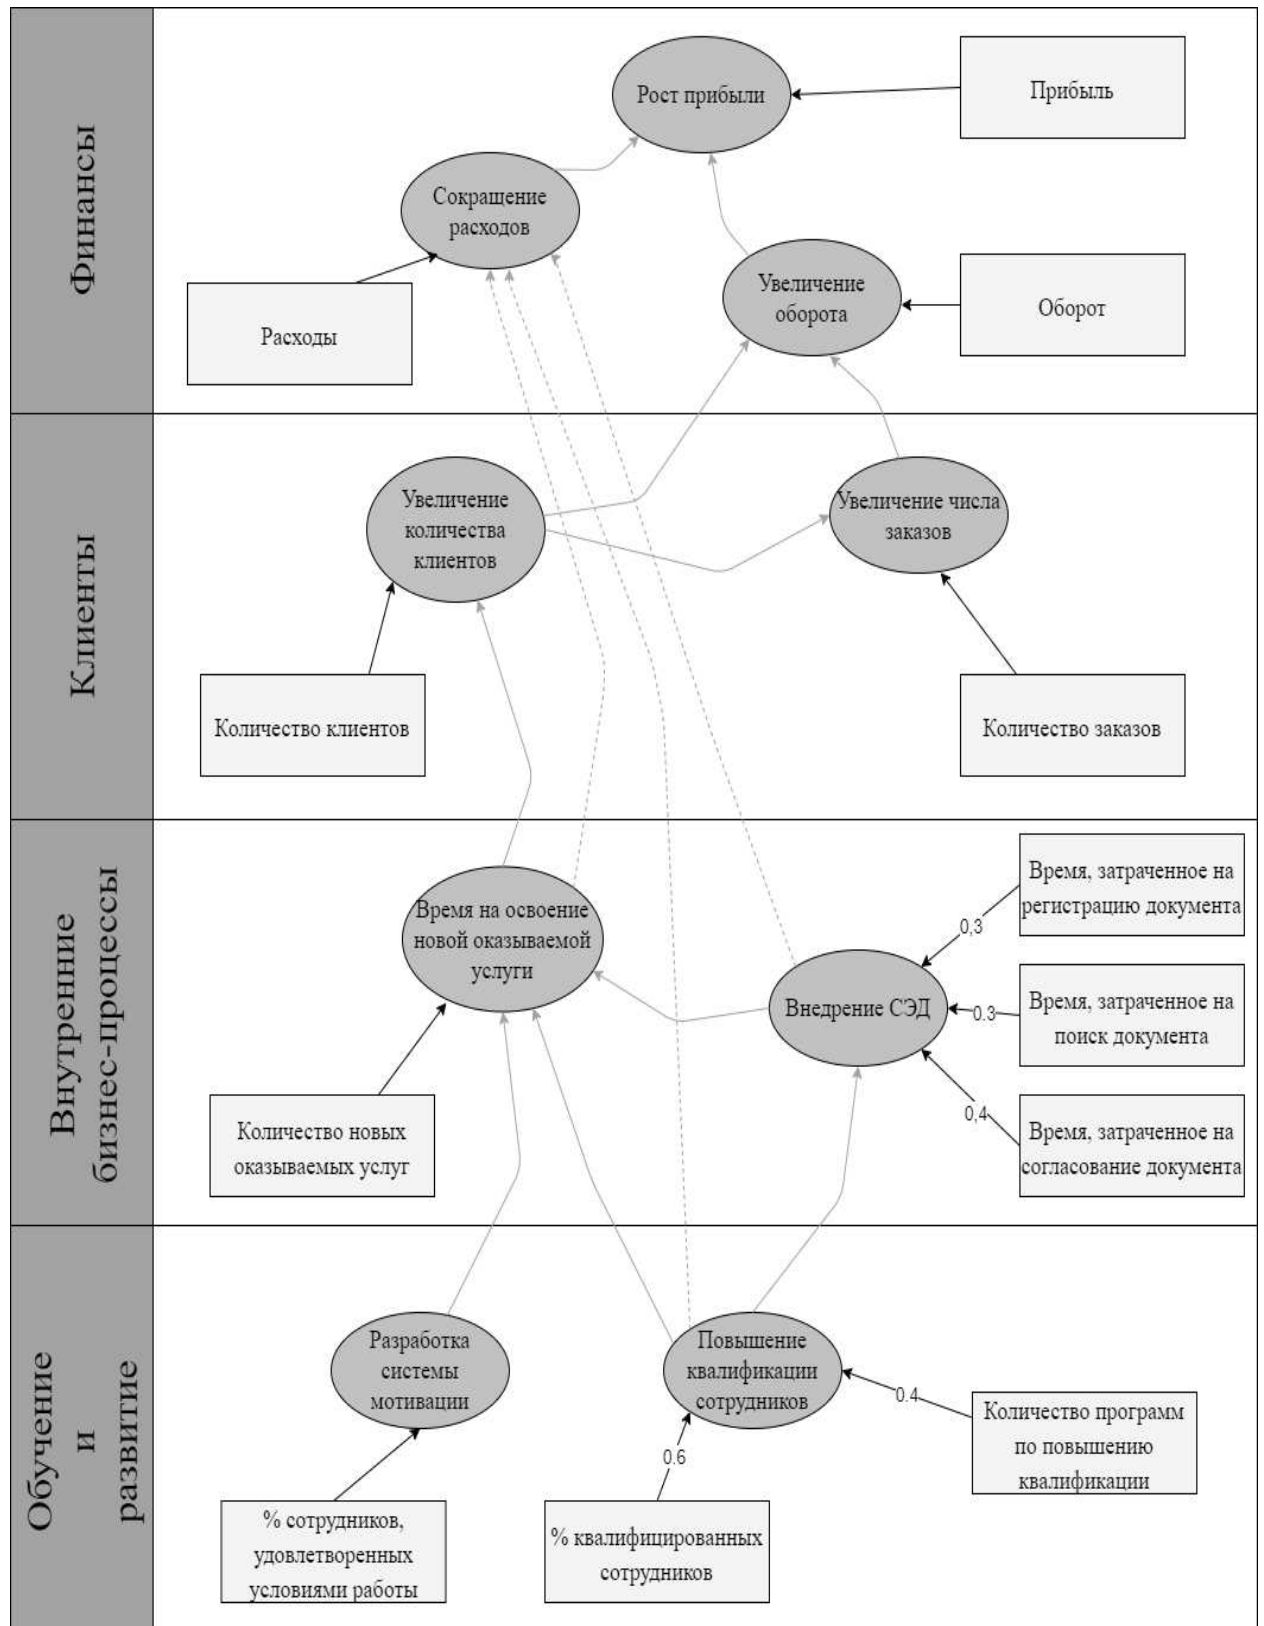 Финансы
Рост прибыли
Прибыль
Сокращение
расходов
Увеличение
оборота
Расходы
Оборот
Клиенты
Увеличение
количества
клиентов
Увеличение числа
заказов
Количество клиентов
Количество заказов
Внутренние
бизнес-процессы
Время на освоение
новой оказываемой
услуги
Внедрение СЭД
Время, затраченное на
регистрацию документа
0,3
Время, затраченное на
поиск документа
0.3
Время, затраченное на
согласование документа
0,4
Количество новых
оказываемых услуг
Обучение
и
развитие
Разработка
системы
мотивации
Повышение
квалификации
сотрудников
0.4
Количество программ
по повышению
квалификации
0.6
% сотрудников,
удовлетворенных
условиями работы
% квалифицированных
сотрудников